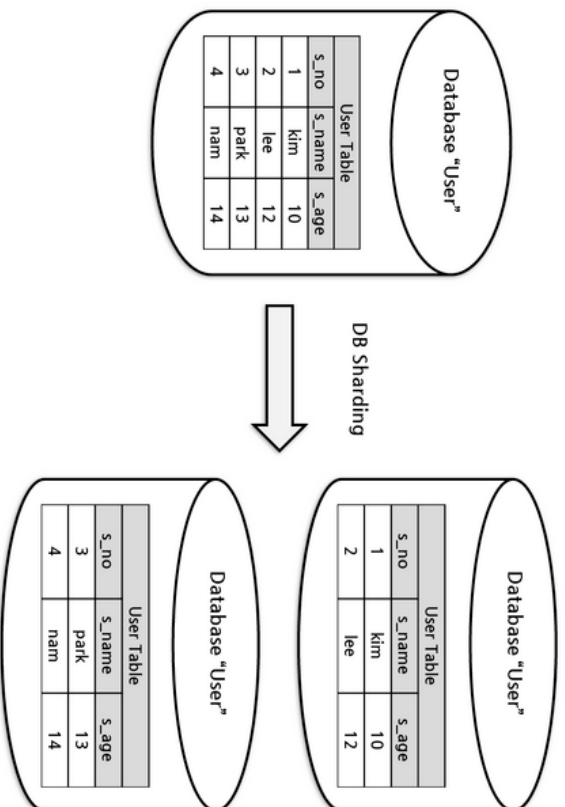 Database "User"
User Table
s_no s_name s_age
1 kim 10
2 lee 12
3 park 13
4 nam 14
DB Sharding
Database "User"
User Table
s_no s_name s_age
1 kim 10
2 lee 12
Database "User"
User Table
s_no s_name s_age
3 park 13
4 nam 14